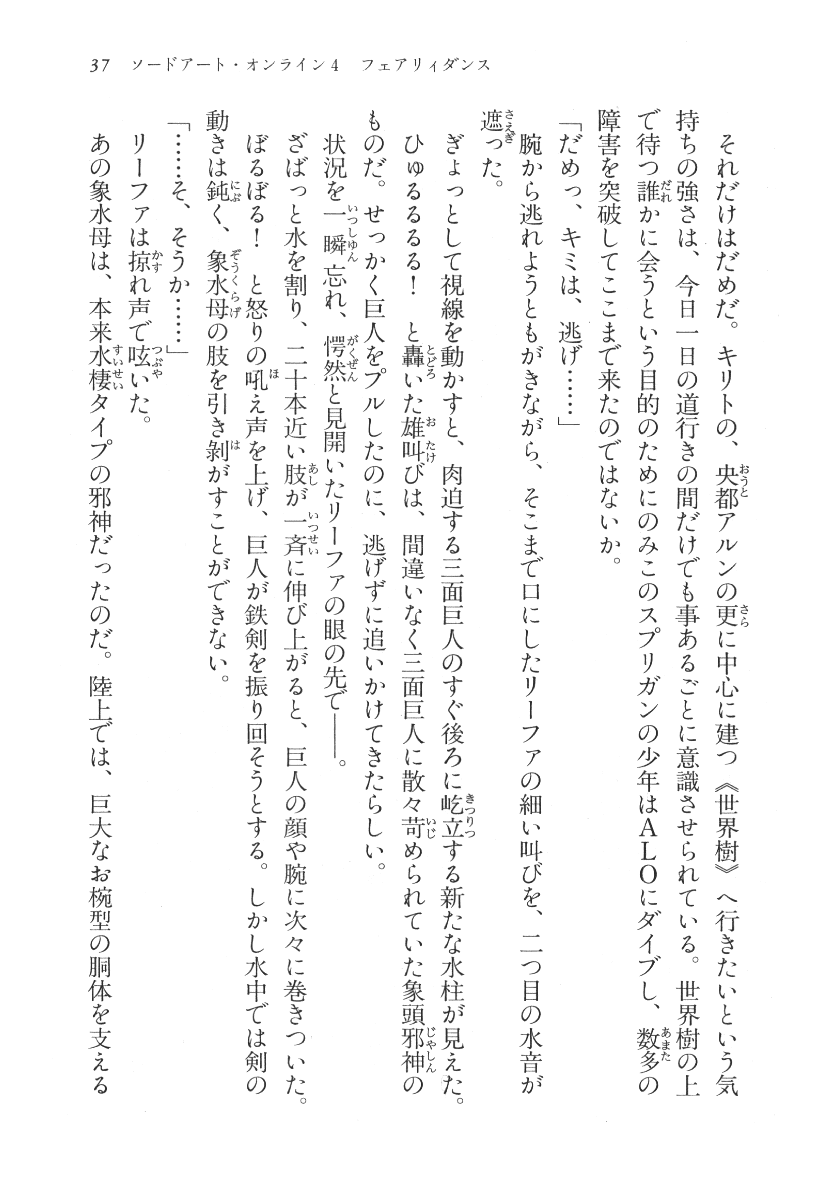 37　ソードアート・オンライン4　フェアリィダンス
　それだけはだめだ。キリトの、央都アルンの更に中心に建つ《世界樹》へ行きたいという気
持ちの強さは、今日一日の道行きの間だけでも事あるごとに意識させられている。世界樹の上
で待つ誰かに会うという目的のためにのみこのスプリガンの少年はALOにダイブし、数多の
障害を突破してここまで来たのではないか。
「だめっ、キミは、逃げ……」
　腕から逃れようともがきながら、そこまで口にしたリーファの細い叫びを、二つ目の水音が
遮った。
　ぎょっとして視線を動かすと、肉迫する三面巨人のすぐ後ろに屹立する新たな水柱が見えた。
　ひゅるるるる！　と轟いた雄叫びは、間違いなく三面巨人に散々苛められていた象頭邪神の
ものだ。せっかく巨人をプルしたのに、逃げずに追いかけてきたらしい。
　状況を一瞬忘れ、愕然と見開いたリーファの眼の先で――。
　ざばっと水を割り、二十本近い肢が一斉に伸び上がると、巨人の顔や腕に次々に巻きついた。
　ぼるぼる！　と怒りの吼え声を上げ、巨人が鉄剣を振り回そうとする。しかし水中では剣の
動きは鈍く、象水母の肢を引き剝がすことができない。
「……そ、そうか……」
　リーファは掠れ声で呟いた。
　あの象水母は、本来水棲タイプの邪神だったのだ。陸上では、巨大なお椀型の胴体を支える